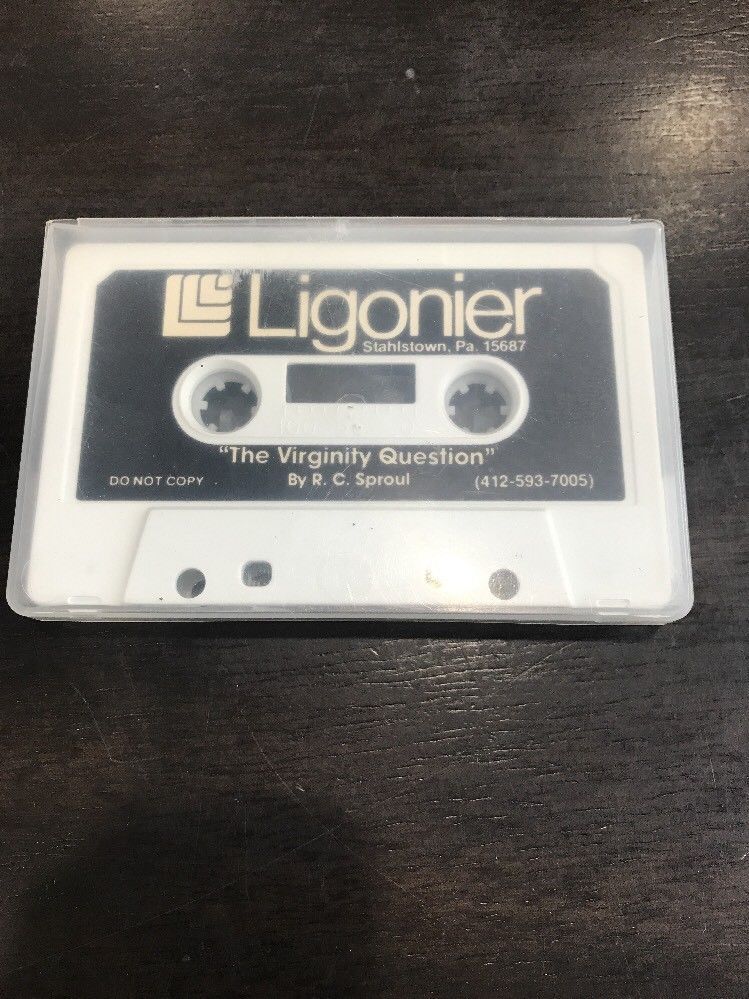 Ligonier
Stahlstown, Pa. 15687
"The Virginity Question"
DO NOT COPY
By R. C. Sproul
(412-593-7005)